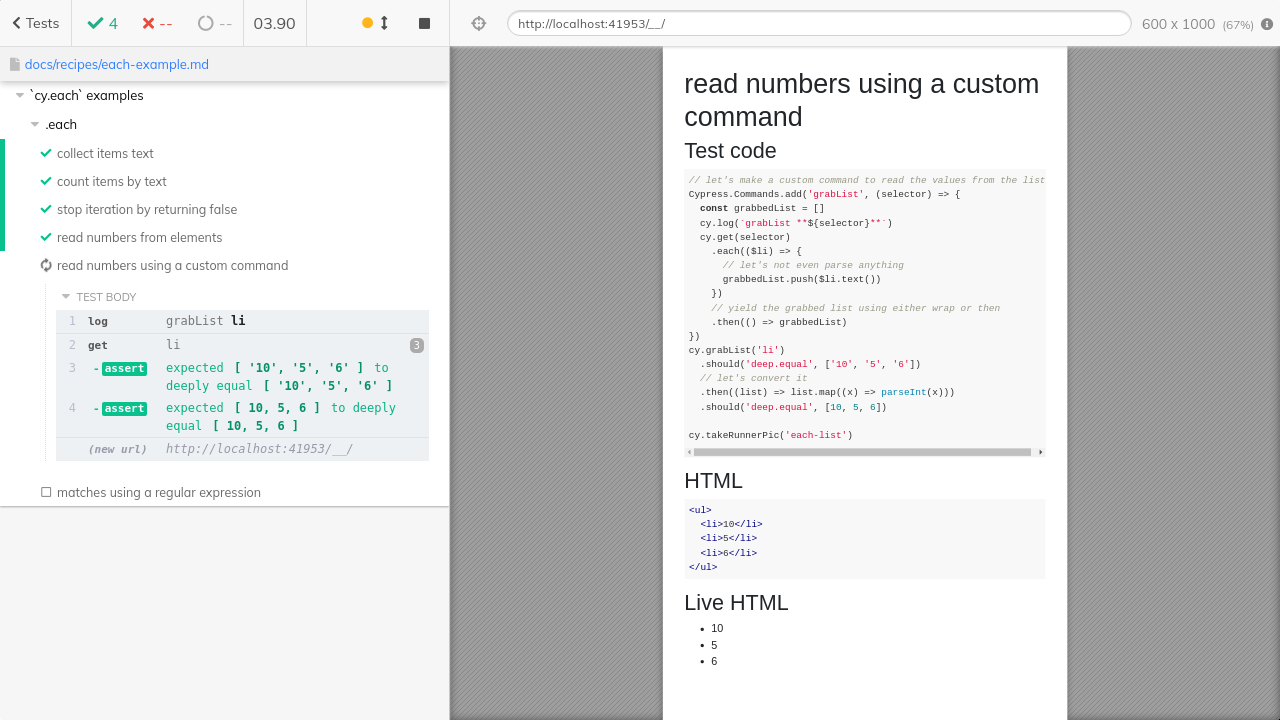 Tests
4
--
--
03.90
http://localhost:41953/__/
600 x 1000 (67%)
docs/recipes/each-example.md
`cy.each` examples
.each
collect items text
count items by text
stop iteration by returning false
read numbers from elements
read numbers using a custom command
TEST BODY
1 log grabList li
2 get li 3
3 -assert expected [ '10', '5', '6' ] to
deeply equal [ '10', '5', '6' ]
4 -assert expected [ 10, 5, 6 ] to deeply
equal [ 10, 5, 6 ]
(new url) http://localhost:41953/__/
matches using a regular expression
read numbers using a custom
command
Test code
// let's make a custom command to read the values from the list
Cypress.Commands.add('grabList', (selector) => {
  const grabbedList = []
  cy.log(`grabList **${selector}**`)
  cy.get(selector)
    .each(($li) => {
      // let's not even parse anything
      grabbedList.push($li.text())
    })
    // yield the grabbed list using either wrap or then
    .then(() => grabbedList)
})
cy.grabList('li')
  .should('deep.equal', ['10', '5', '6'])
  // let's convert it
  .then((list) => list.map((x) => parseInt(x)))
  .should('deep.equal', [10, 5, 6])
cy.takeRunnerPic('each-list')
HTML
<ul>
  <li>10</li>
  <li>5</li>
  <li>6</li>
</ul>
Live HTML
• 10
• 5
• 6